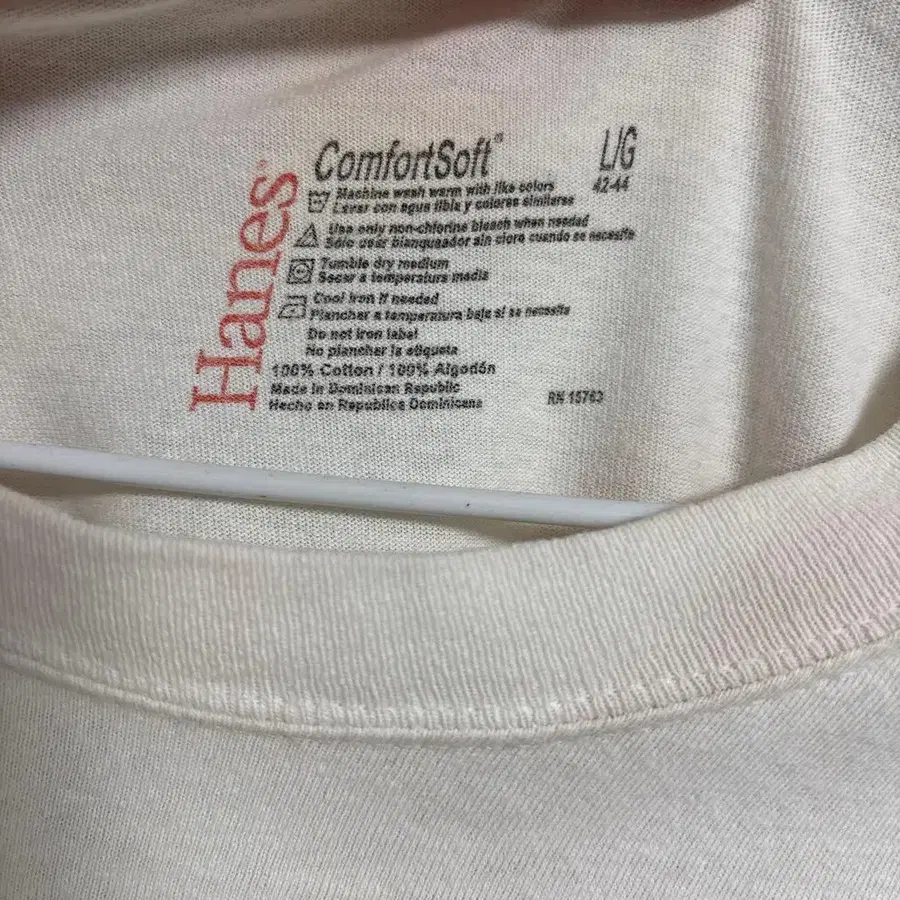 Hanes®
ComfortSoft®
L/G
42-44
Machine wash warm with like colors
Lavar con agua tibia y colores similares
Use only non-chlorine bleach when needed
Sólo usar blanqueador sin cloro cuando se necesite
Tumble dry medium
Secar a temperatura media
Cool iron if needed
Planchar a temperatura baja si se necesita
Do not iron label
No planchar la etiqueta
100% Cotton / 100% Algodón
Made in Dominican Republic
Hecho en República Dominicana
RN 15763